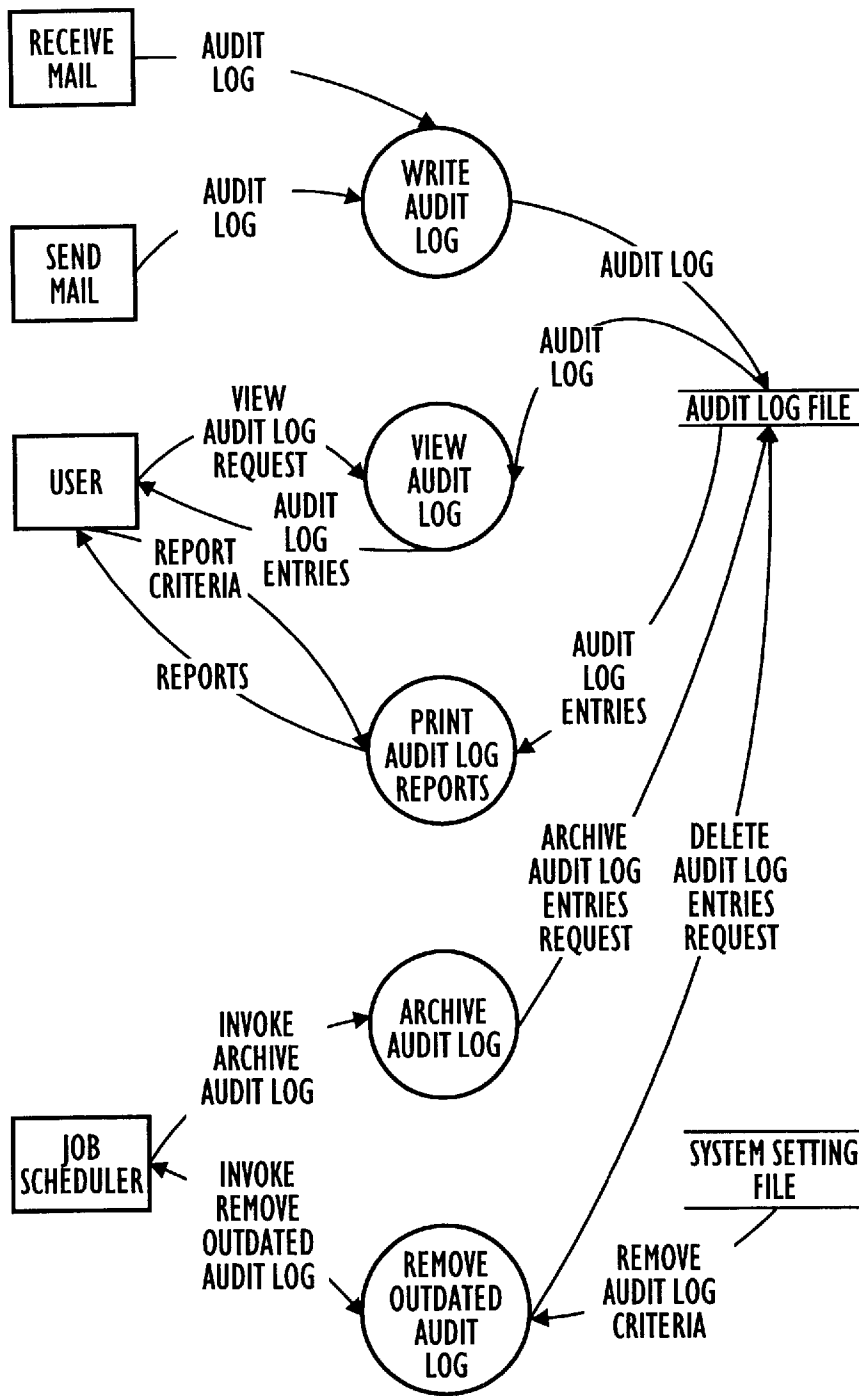 RECEIVE
MAIL
AUDIT
LOG
WRITE
AUDIT
LOG
SEND
MAIL
AUDIT
LOG
AUDIT LOG
AUDIT
LOG
AUDIT LOG FILE
USER
VIEW
AUDIT LOG
REQUEST
VIEW
AUDIT
LOG
AUDIT
LOG
ENTRIES
REPORT
CRITERIA
REPORTS
PRINT
AUDIT LOG
REPORTS
AUDIT
LOG
ENTRIES
ARCHIVE
AUDIT LOG
ENTRIES
REQUEST
DELETE
AUDIT LOG
ENTRIES
REQUEST
INVOKE
ARCHIVE
AUDIT LOG
ARCHIVE
AUDIT LOG
JOB
SCHEDULER
INVOKE
REMOVE
OUTDATED
AUDIT LOG
REMOVE
OUTDATED
AUDIT
LOG
SYSTEM SETTING
FILE
REMOVE
AUDIT LOG
CRITERIA